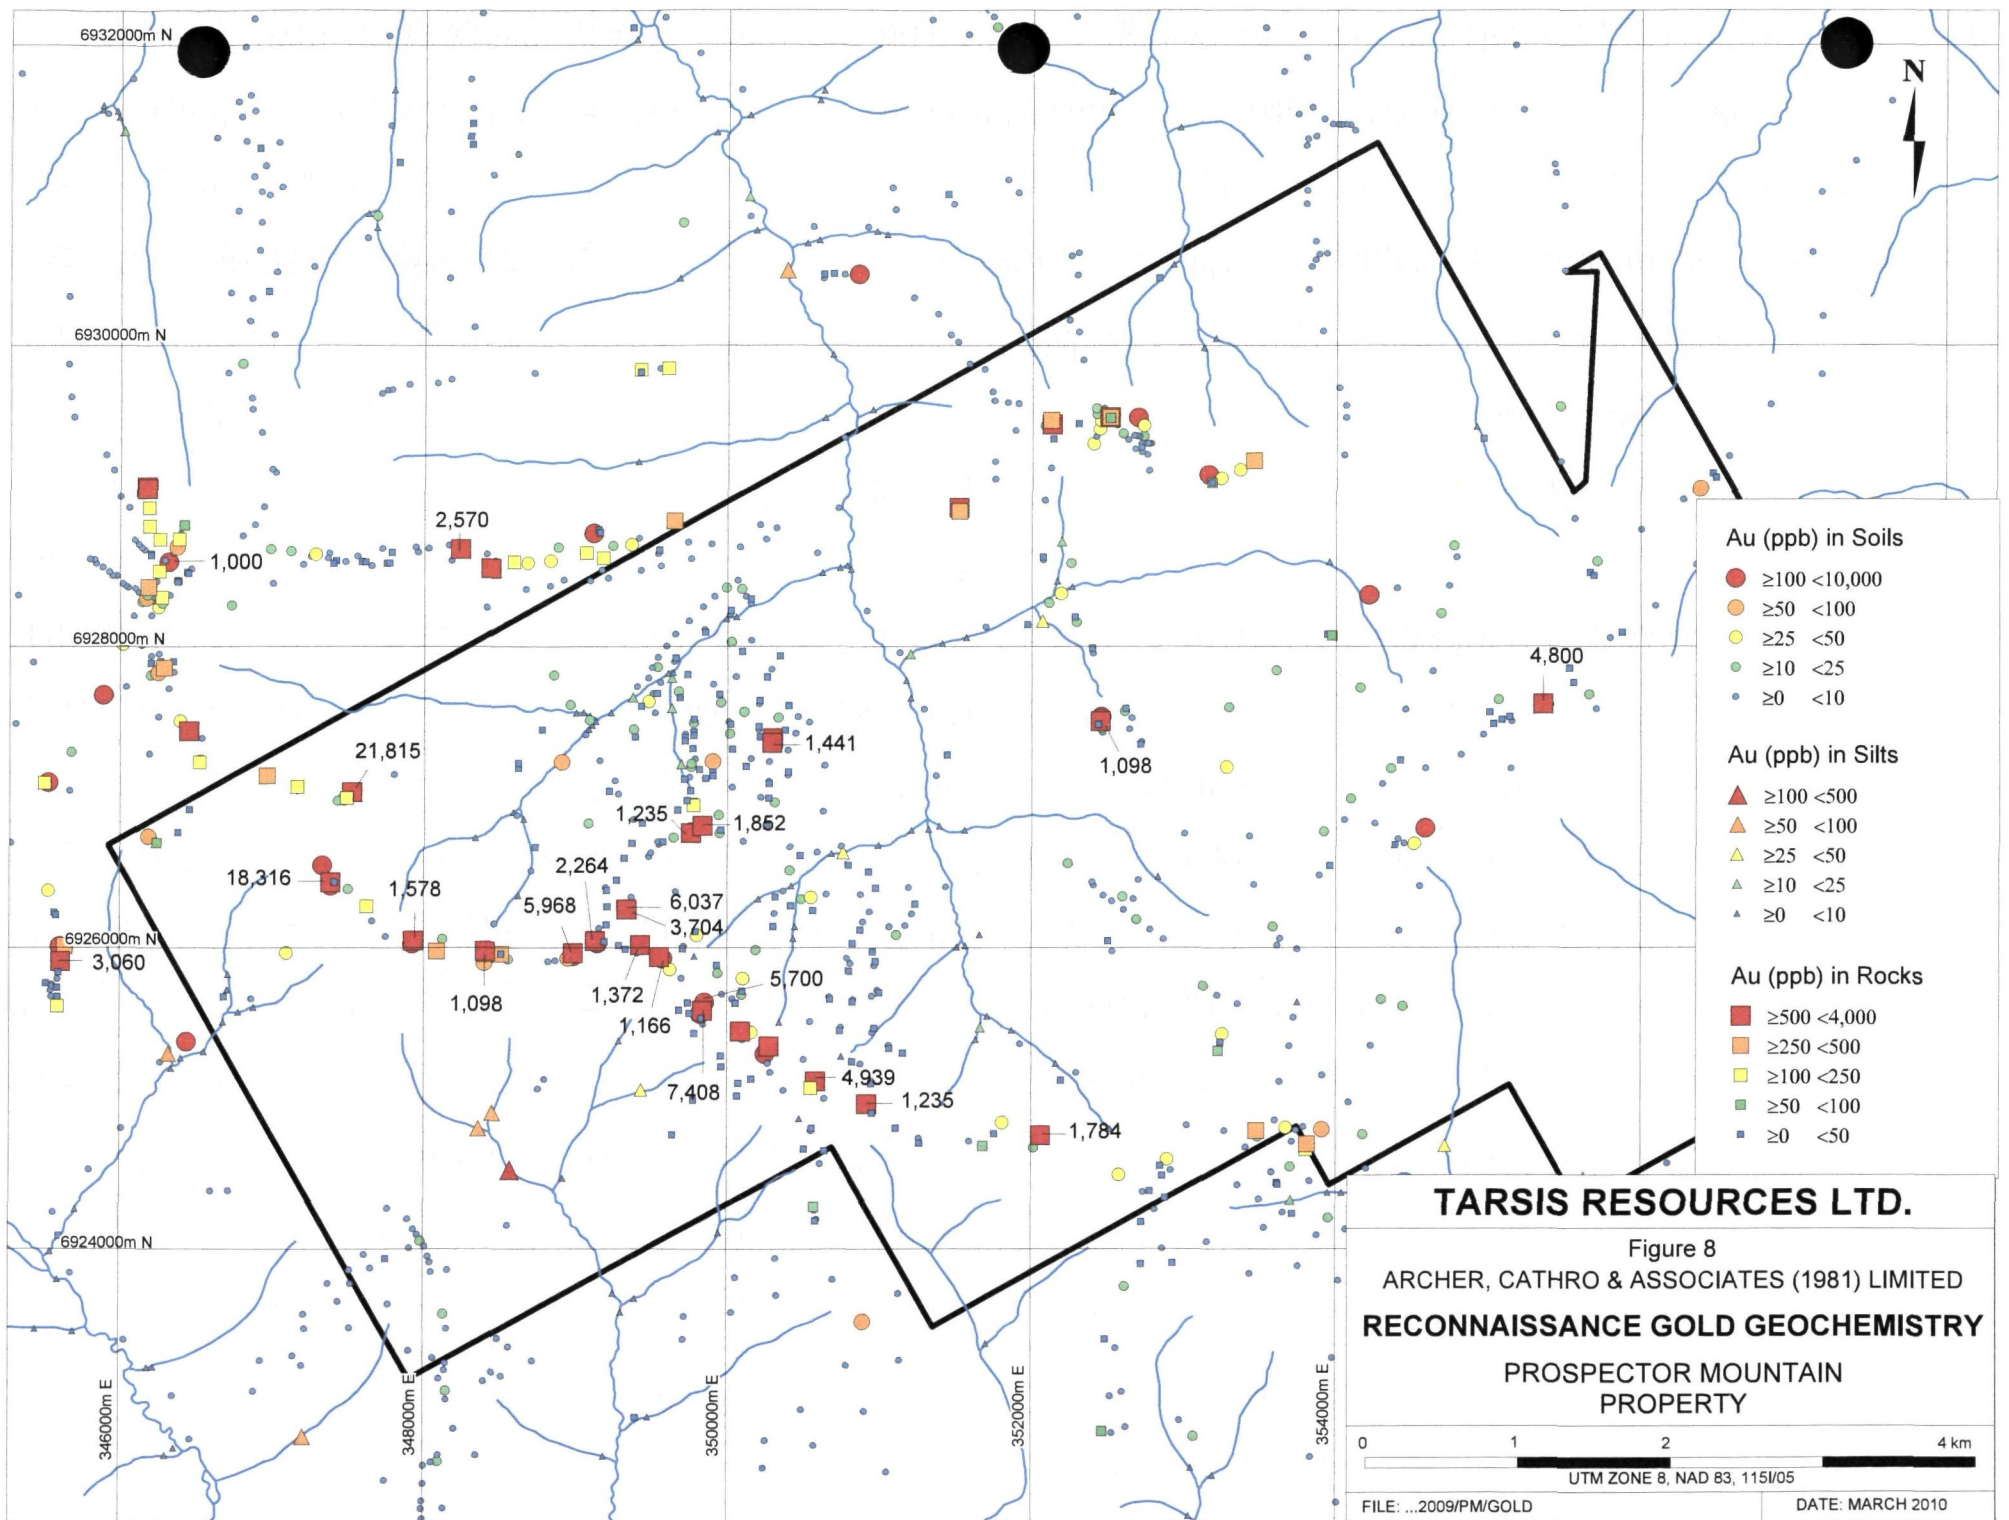 6932000m N
N
6930000m N
2,570
1,000
6928000m N
4,800
21,815
1,441
1,098
1,235
1,852
18,316
1,578
2,264
5,968
6,037
3,704
6926000m N
3,060
1,098
1,372
1,166
5,700
7,408
4,939
1,235
1,784
6924000m N
346000m E
348000m E
350000m E
352000m E
354000m E
Au (ppb) in Soils
≥100 <10,000
≥50 <100
≥25 <50
≥10 <25
≥0 <10
Au (ppb) in Silts
≥100 <500
≥50 <100
≥25 <50
≥10 <25
≥0 <10
Au (ppb) in Rocks
≥500 <4,000
≥250 <500
≥100 <250
≥50 <100
≥0 <50
TARSIS RESOURCES LTD.
Figure 8
ARCHER, CATHRO & ASSOCIATES (1981) LIMITED
RECONNAISSANCE GOLD GEOCHEMISTRY
PROSPECTOR MOUNTAIN
PROPERTY
0 1 2 4 km
UTM ZONE 8, NAD 83, 115I/05
FILE: ...2009/PM/GOLD
DATE: MARCH 2010